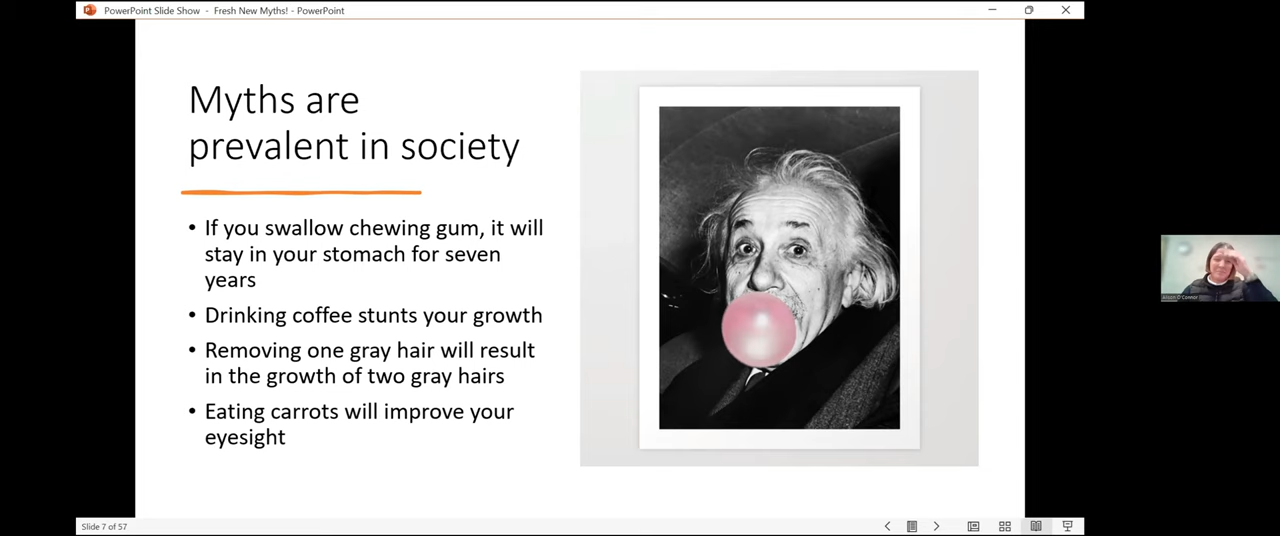 PowerPoint Slide Show - Fresh New Myths! - PowerPoint
Myths are
prevalent in society
• If you swallow chewing gum, it will
stay in your stomach for seven
years
• Drinking coffee stunts your growth
• Removing one gray hair will result
in the growth of two gray hairs
• Eating carrots will improve your
eyesight
Alison O Connor
Slide 7 of 57